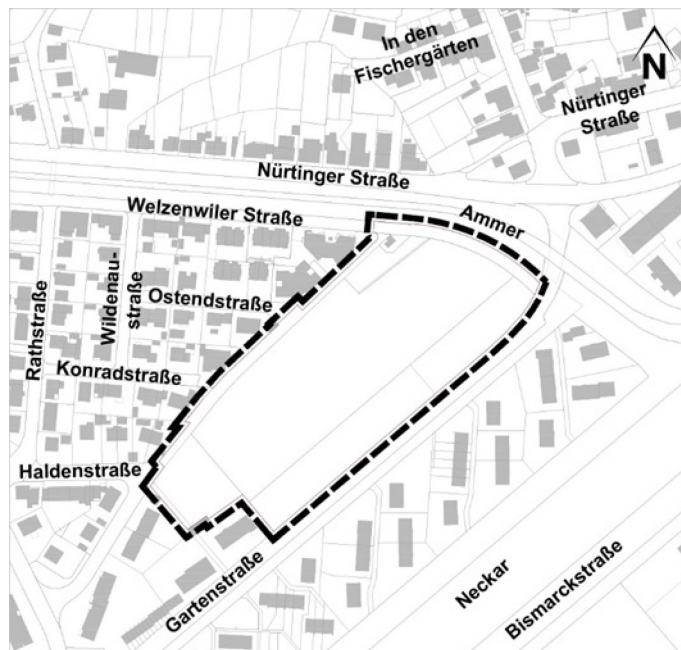 In den
Fischergärten
N
Nürtinger
Straße
Nürtinger Straße
Welzenwiler Straße
Ammer
Rathstraße
Wildenau-
straße
Ostendstraße
Konradstraße
Haldenstraße
Gartenstraße
Neckar
Bismarckstraße